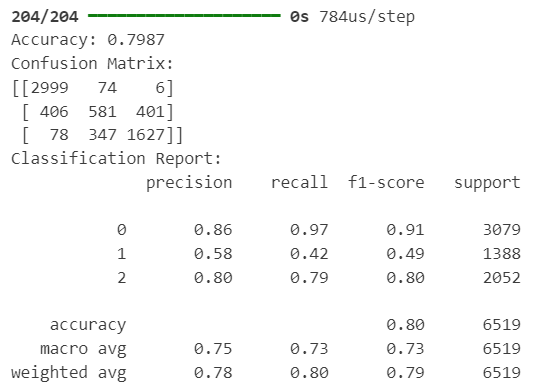 204/204 ━━━━━━━━━━━━━━━━━━━━ 0s 784us/step
Accuracy: 0.7987
Confusion Matrix:
[[2999   74    6]
 [ 406  581  401]
 [  78  347 1627]]
Classification Report:
              precision    recall  f1-score   support

           0       0.86      0.97      0.91      3079
           1       0.58      0.42      0.49      1388
           2       0.80      0.79      0.80      2052

    accuracy                           0.80      6519
   macro avg       0.75      0.73      0.73      6519
weighted avg       0.78      0.80      0.79      6519